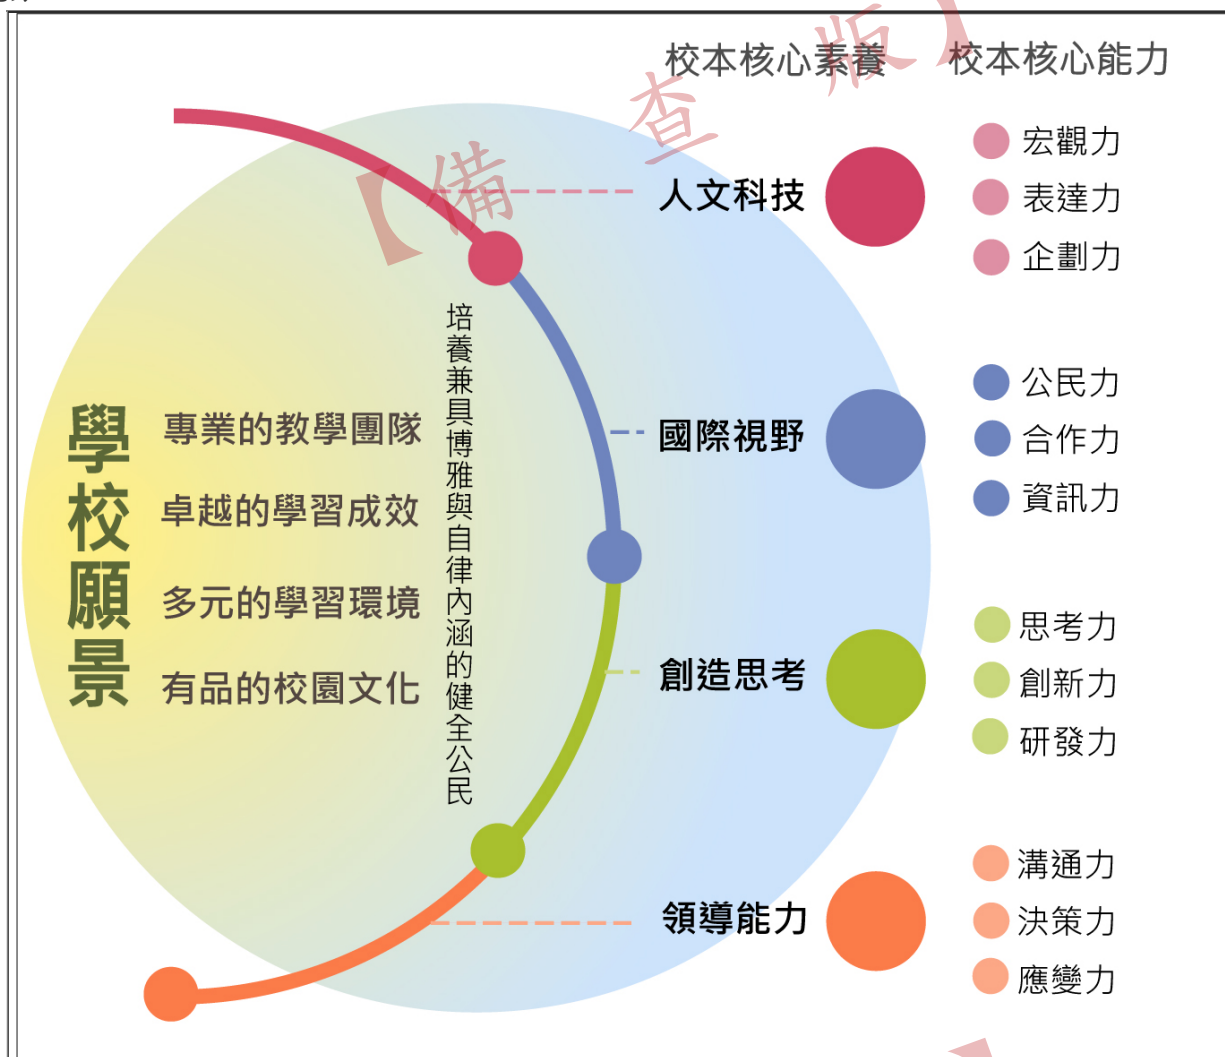 校本核心素養
校本核心能力
【備查版】
人文科技
宏觀力
表達力
企劃力
國際視野
公民力
合作力
資訊力
創造思考
思考力
創新力
研發力
領導能力
溝通力
決策力
應變力
學校願景
專業的教學團隊
卓越的學習成效
多元的學習環境
有品的校園文化
培養兼具博雅與自律內涵的健全公民
】